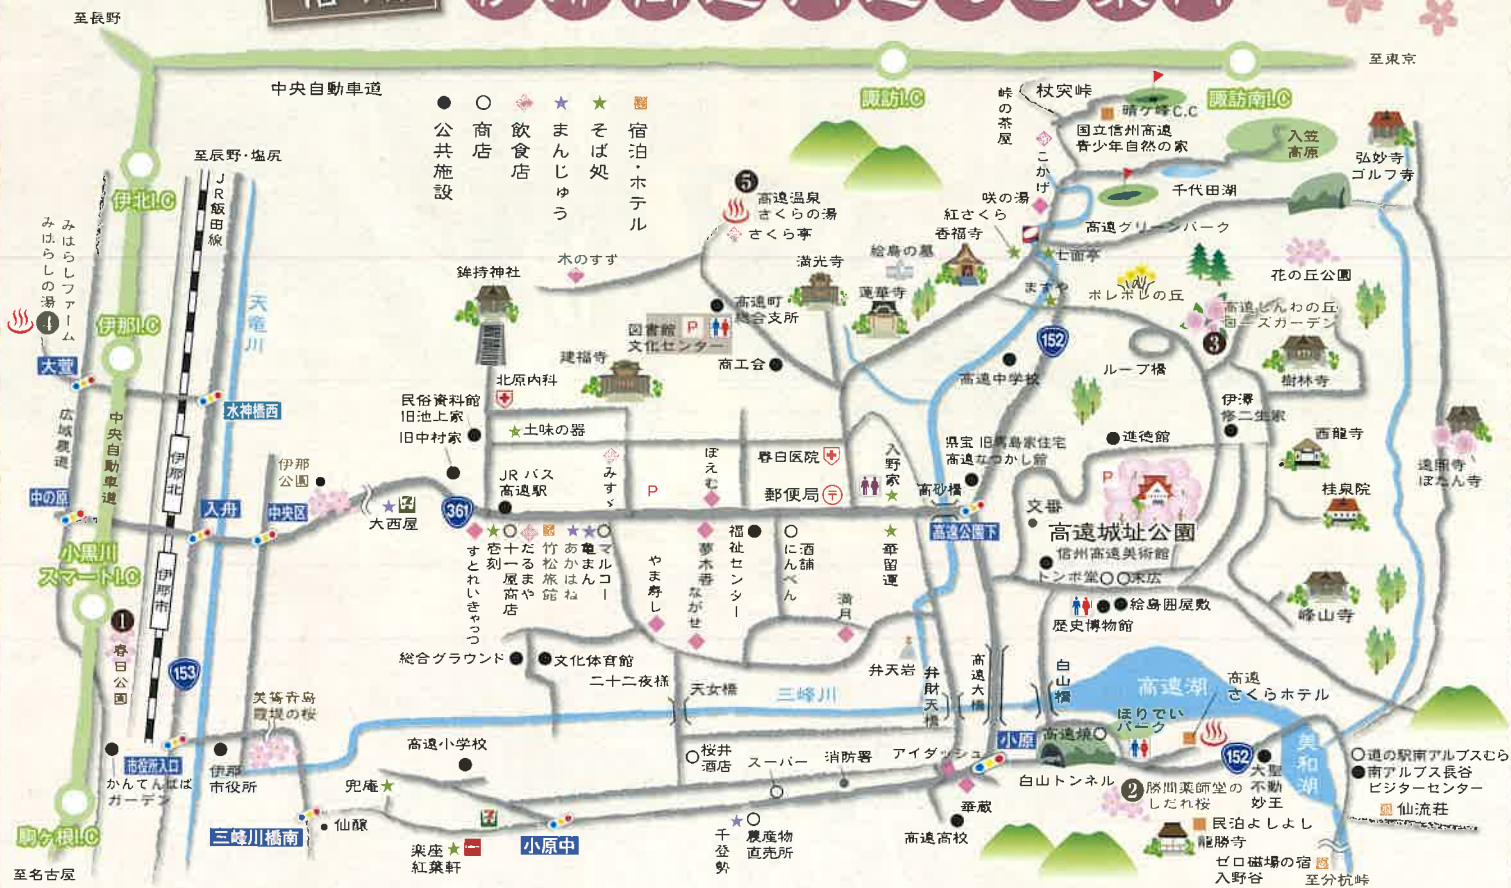 至長野
中央自動車道
諏訪I.C
諏訪南I.C
至東京
公共施設
商店
飲食店
まんじゅう
そば処
宿泊・ホテル
至辰野・塩尻
JR飯田線
伊北I.C
みはらしファーム
みはらしの湯
4
天竜川
伊那I.C
大萱
水神橋西
広域農道
中央自動車道
伊那北
中の原
入舟
中央区
伊那
公園
大西屋
361
小黒川
スマートI.C
伊那市
1
春日公園
153
美篶青島
霞堤の桜
市役所入口
かんてんぱぱ
ガーデン
伊那
市役所
駒ヶ根I.C
至名古屋
三峰川橋南
仙醸
兜庵
高遠小学校
楽座
紅葉軒
小原中
千登勢
農産物
直売所
桜井
酒店
スーパー
消防署
アイダッシュ
華蔵
高遠高校
小原
杖突峠
峠の茶屋
晴ヶ峰C.C
国立信州高遠
青少年自然の家
入笠
高原
弘妙寺
ゴルフ寺
こかげ
千代田湖
咲の湯
紅さくら
香福寺
高遠グリーンパーク
七面亭
ますや
ポレポレの丘
花の丘公園
高遠しんわの丘
ローズガーデン
3
5
高遠温泉
さくらの湯
さくら亭
木のすず
鉾持神社
満光寺
絵島の墓
蓮華寺
高遠町
総合支所
図書館
文化センター
P
商工会
建福寺
北原内科
民俗資料館
旧池上家
旧中村家
土味の器
JRバス
高遠駅
みすゞ
ぽえむ
P
春日医院
郵便局
入野家
高砂橋
高遠公園下
152
高遠中学校
ループ橋
樹林寺
伊澤
修二生家
進徳館
県宝 旧馬島家住宅
高遠なつかし館
西龍寺
遠照寺
ぼたん寺
桂泉院
P
交番
高遠城址公園
信州高遠美術館
トンボ堂
末広
絵島囲屋敷
歴史博物館
峰山寺
すとれいきゃっつ
壱刻
十一屋商店
だるまや
竹松旅館
あかはね
亀まん
マルコー
やま寿し
夢木香
ながせ
福祉センター
にんべん
酒舗
華留運
満月
総合グラウンド
文化体育館
二十二夜様
天女橋
三峰川
弁天岩
弁財天橋
高遠大橋
白山橋
高遠湖
高遠
さくらホテル
ほりでい
パーク
高遠焼
白山トンネル
152
大聖
不動
妙王
美和湖
道の駅南アルプスむら
南アルプス長谷
ビジターセンター
仙流荘
2
勝間薬師堂の
しだれ桜
民泊よしよし
龍勝寺
ゼロ磁場の宿
入野谷
至分杭峠